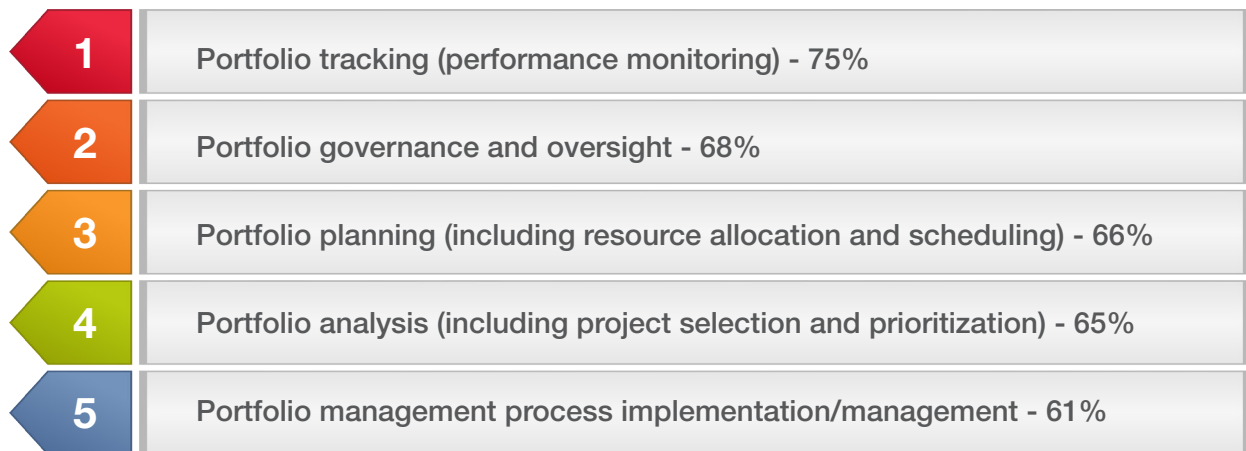 1 Portfolio tracking (performance monitoring) - 75%
2 Portfolio governance and oversight - 68%
3 Portfolio planning (including resource allocation and scheduling) - 66%
4 Portfolio analysis (including project selection and prioritization) - 65%
5 Portfolio management process implementation/management - 61%